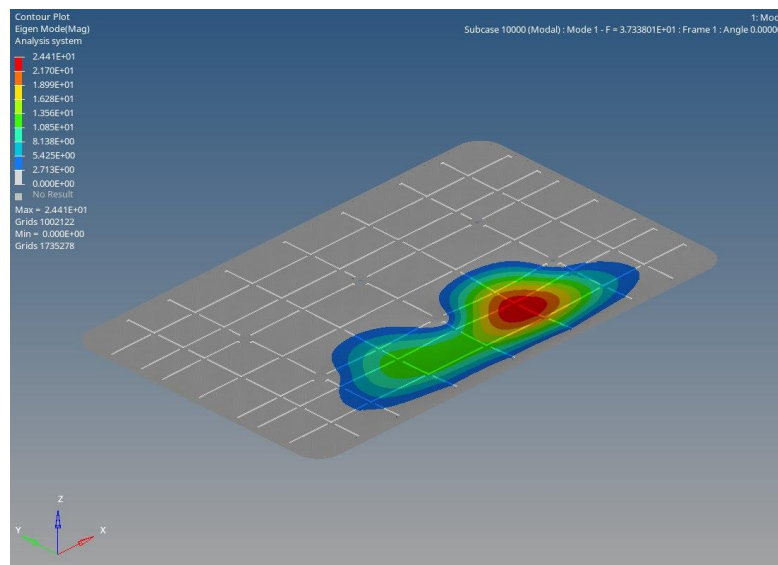 Contour Plot
Eigen Mode(Mag)
Analysis system
1: Mod
Subcase 10000 (Modal) : Mode 1 - F = 3.733801E+01 : Frame 1 : Angle 0.0000
2.441E+01
2.170E+01
1.899E+01
1.628E+01
1.356E+01
1.085E+01
8.138E+00
5.425E+00
2.713E+00
0.000E+00
No Result
Max = 2.441E+01
Grids 1002122
Min = 0.000E+00
Grids 1735278
Z
Y
X